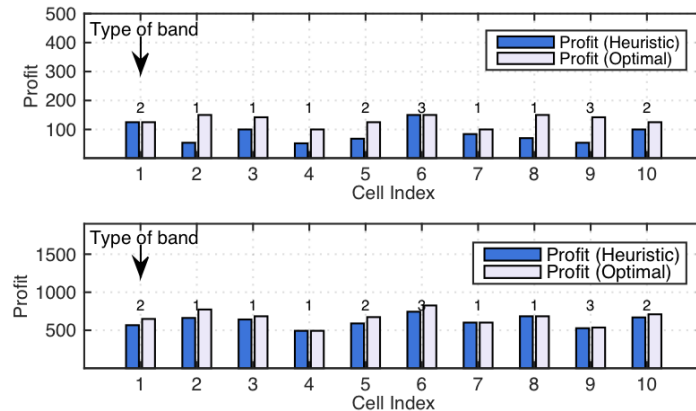 500
400
300
200
100
Profit
Type of band
Profit (Heuristic)
Profit (Optimal)
2 1 1 1 2 3 1 1 3 2
1 2 3 4 5 6 7 8 9 10
Cell Index
1500
1000
500
Profit
Type of band
Profit (Heuristic)
Profit (Optimal)
2 1 1 1 2 3 1 1 3 2
1 2 3 4 5 6 7 8 9 10
Cell Index